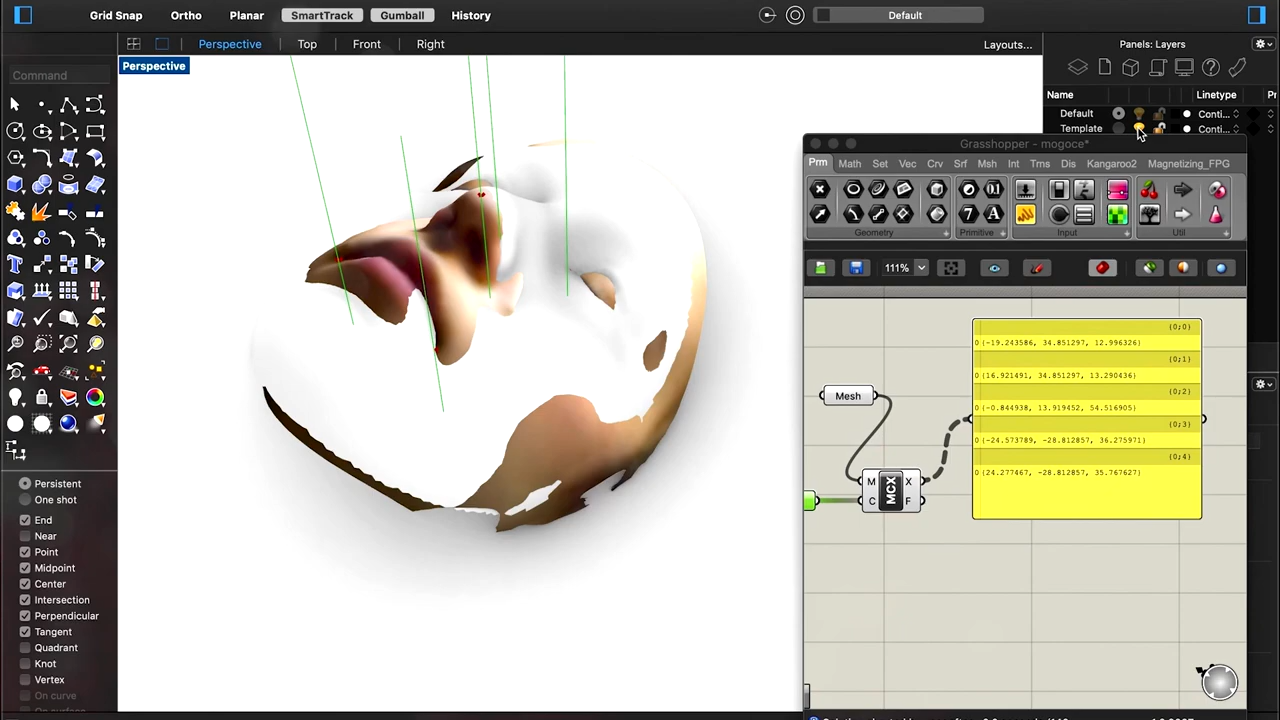 Grid Snap Ortho Planar SmartTrack Gumball History Default
Perspective Top Front Right Layouts... Panels: Layers
Perspective
Command
Name Linetype Pr
Default Conti...
Template Conti...
Grasshopper - mogoce*
Prm Math Set Vec Crv Srf Msh Int Trns Dis Kangaroo2 Magnetizing_FPG
Geometry Primitive Input Util
111%
{0;0}
0 {-19.243586, 34.851297, 12.996326}
{0;1}
0 {16.921491, 34.851297, 13.290436}
{0;2}
0 {-0.844938, 13.919452, 54.516905}
{0;3}
0 {-24.573789, -28.812857, 36.275971}
{0;4}
0 {24.277467, -28.812857, 35.767627}
Mesh
M MCX X
C F
Persistent
One shot
End
Near
Point
Midpoint
Center
Intersection
Perpendicular
Tangent
Quadrant
Knot
Vertex
On curve